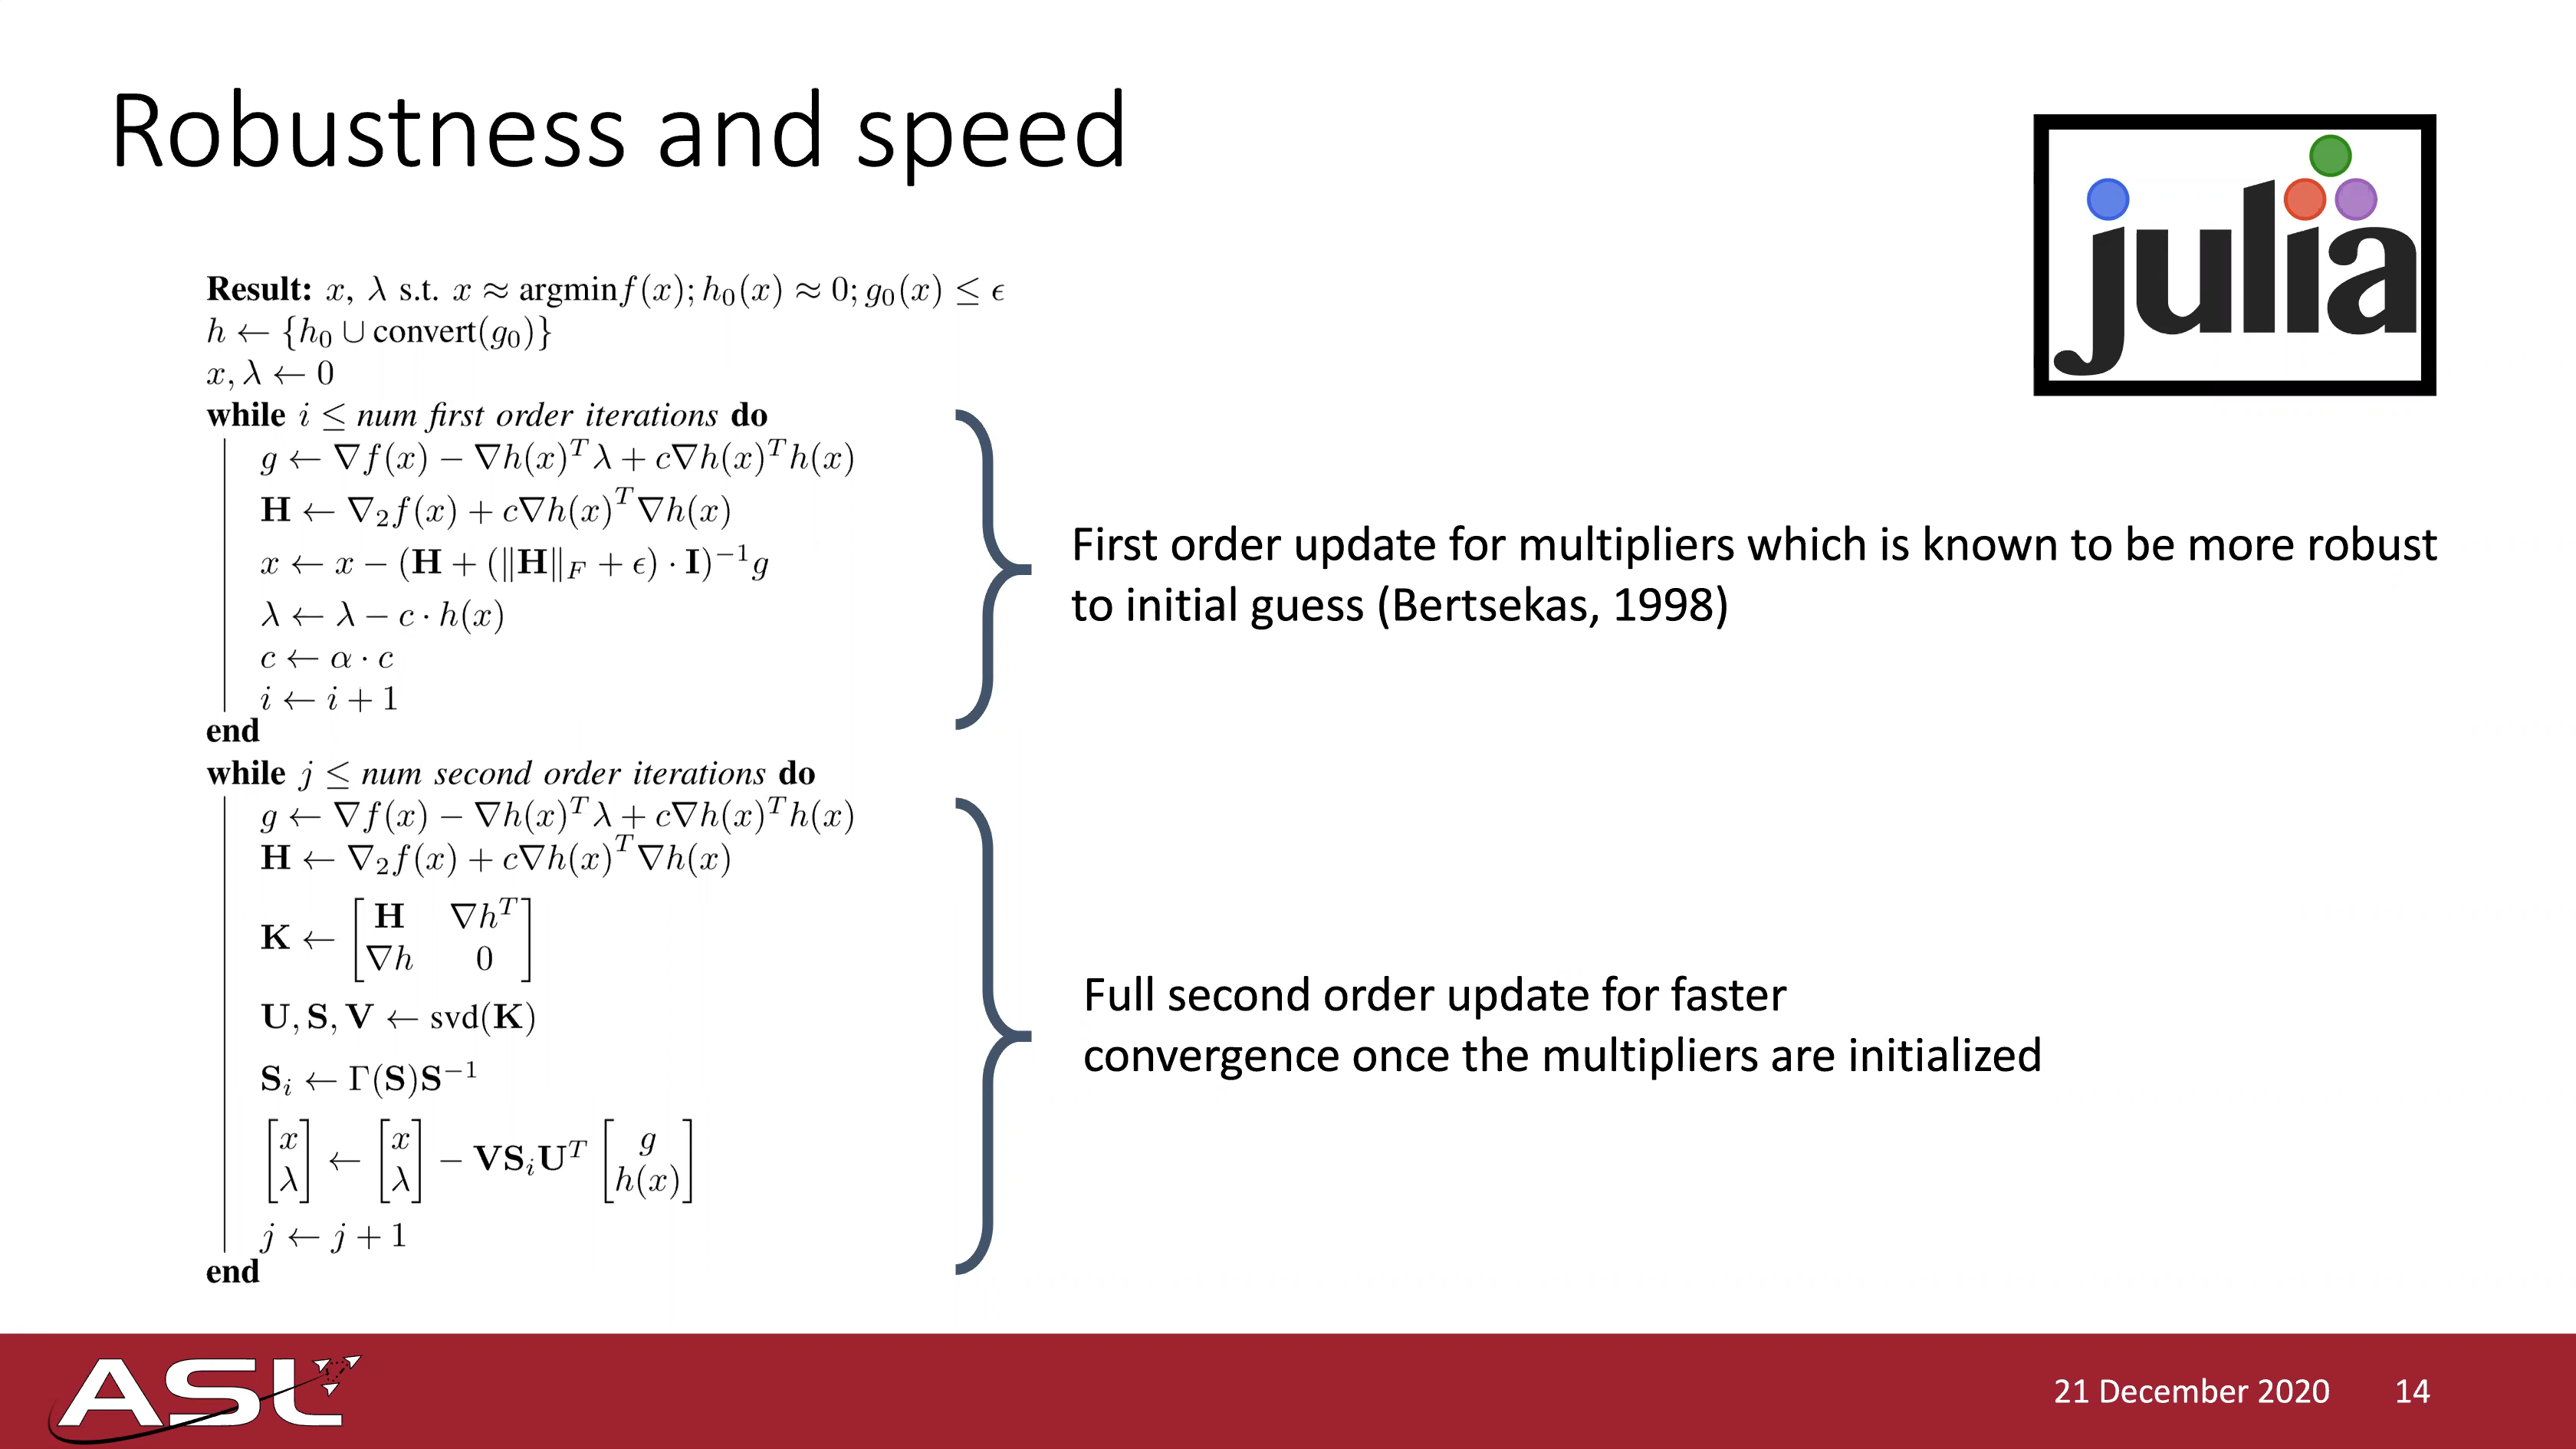 Robustness and speed
julia
Result: x, λ s.t. x ≈ argminf(x); h₀(x) ≈ 0; g₀(x) ≤ ϵ
h ← {h₀ ∪ convert(g₀)}
x, λ ← 0
while i ≤ num first order iterations do
g ← ∇f(x) − ∇h(x)ᵀλ + c∇h(x)ᵀh(x)
H ← ∇₂f(x) + c∇h(x)ᵀ∇h(x)
x ← x − (H + (‖H‖_F + ϵ) · I)⁻¹g
λ ← λ − c · h(x)
c ← α · c
i ← i + 1
end
First order update for multipliers which is known to be more robust
to initial guess (Bertsekas, 1998)
while j ≤ num second order iterations do
g ← ∇f(x) − ∇h(x)ᵀλ + c∇h(x)ᵀh(x)
H ← ∇₂f(x) + c∇h(x)ᵀ∇h(x)
K ← [H ∇hᵀ; ∇h 0]
U, S, V ← svd(K)
Sᵢ ← Γ(S)S⁻¹
[x; λ] ← [x; λ] − VSᵢUᵀ [g; h(x)]
j ← j + 1
end
Full second order update for faster
convergence once the multipliers are initialized
ASL
21 December 2020 14